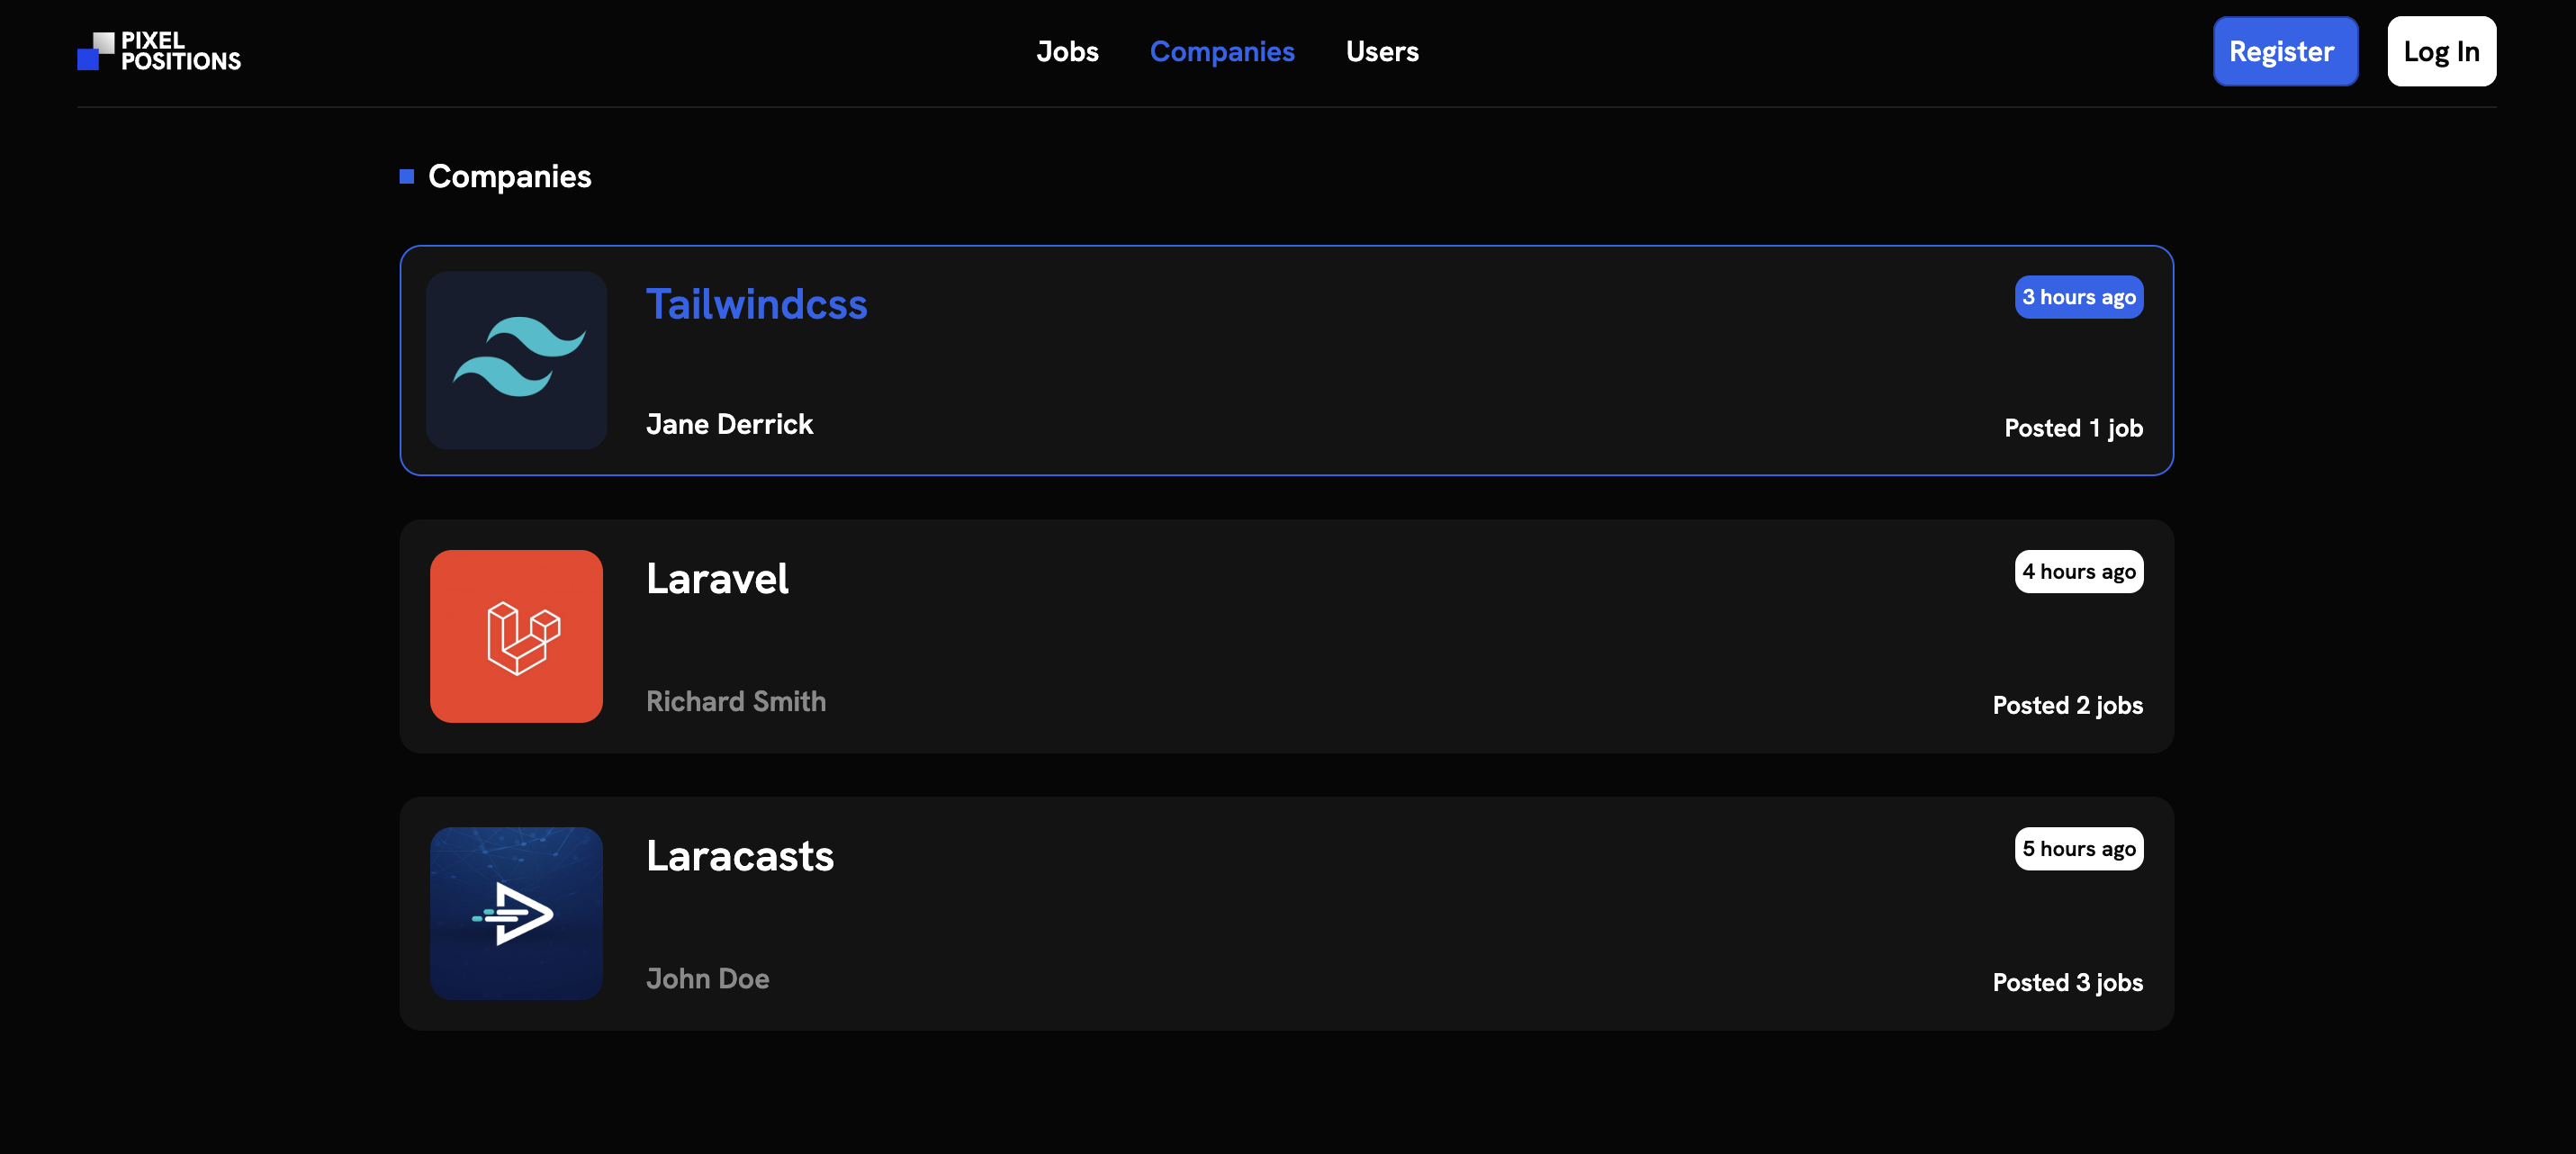 PIXEL
POSITIONS
Jobs
Companies
Users
Register
Log In
Companies
Tailwindcss
3 hours ago
Jane Derrick
Posted 1 job
Laravel
4 hours ago
Richard Smith
Posted 2 jobs
Laracasts
5 hours ago
John Doe
Posted 3 jobs